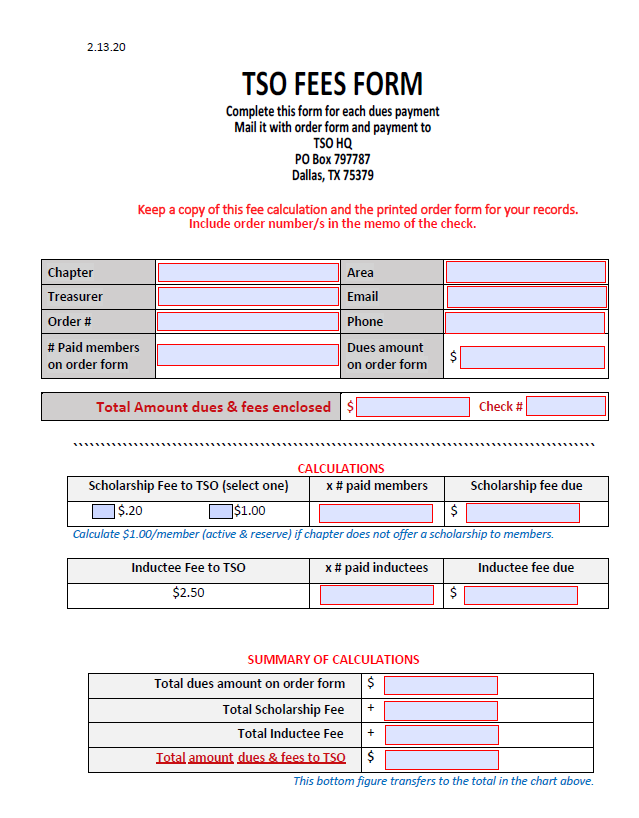 2.13.20
TSO FEES FORM
Complete this form for each dues payment
Mail it with order form and payment to
TSO HQ
PO Box 797787
Dallas, TX 75379
Keep a copy of this fee calculation and the printed order form for your records.
Include order number/s in the memo of the check.
Chapter Area
Treasurer Email
Order # Phone
# Paid members Dues amount
on order form on order form $
Total Amount dues & fees enclosed $ Check #
CALCULATIONS
Scholarship Fee to TSO (select one) x # paid members Scholarship fee due
$.20 $1.00 $
Calculate $1.00/member (active & reserve) if chapter does not offer a scholarship to members.
Inductee Fee to TSO x # paid inductees Inductee fee due
$2.50 $
SUMMARY OF CALCULATIONS
Total dues amount on order form $
Total Scholarship Fee +
Total Inductee Fee +
Total amount dues & fees to TSO $
This bottom figure transfers to the total in the chart above.